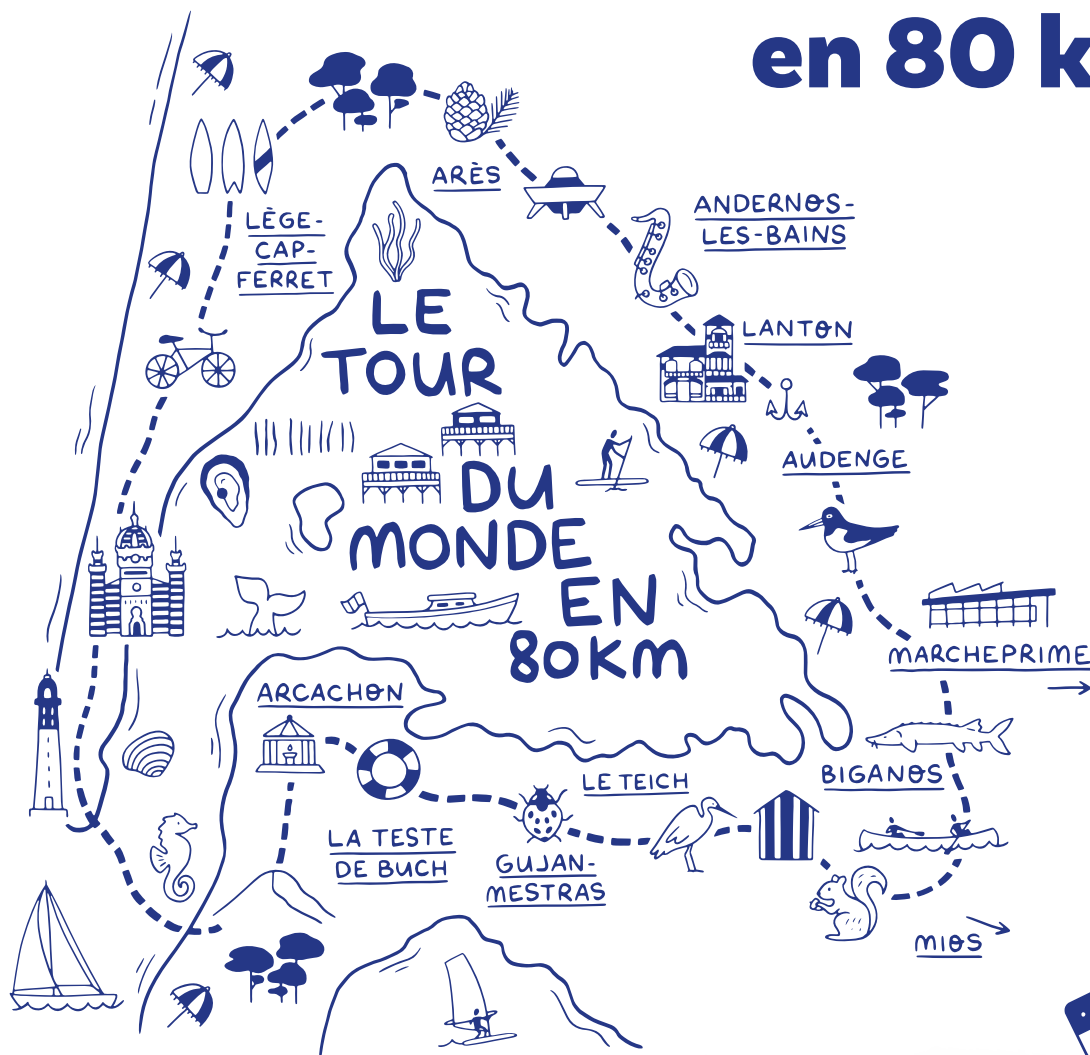 en 80 k
ARÈS
ANDERNOS-
LES-BAINS
LÈGE-
CAP-
FERRET
LE
TOUR
LANTON
AUDENGE
DU
MONDE
EN
80KM
MARCHEPRIME
ARCACHON
BIGANOS
LE TEICH
LA TESTE
DE BUCH
GUJAN-
MESTRAS
MIOS